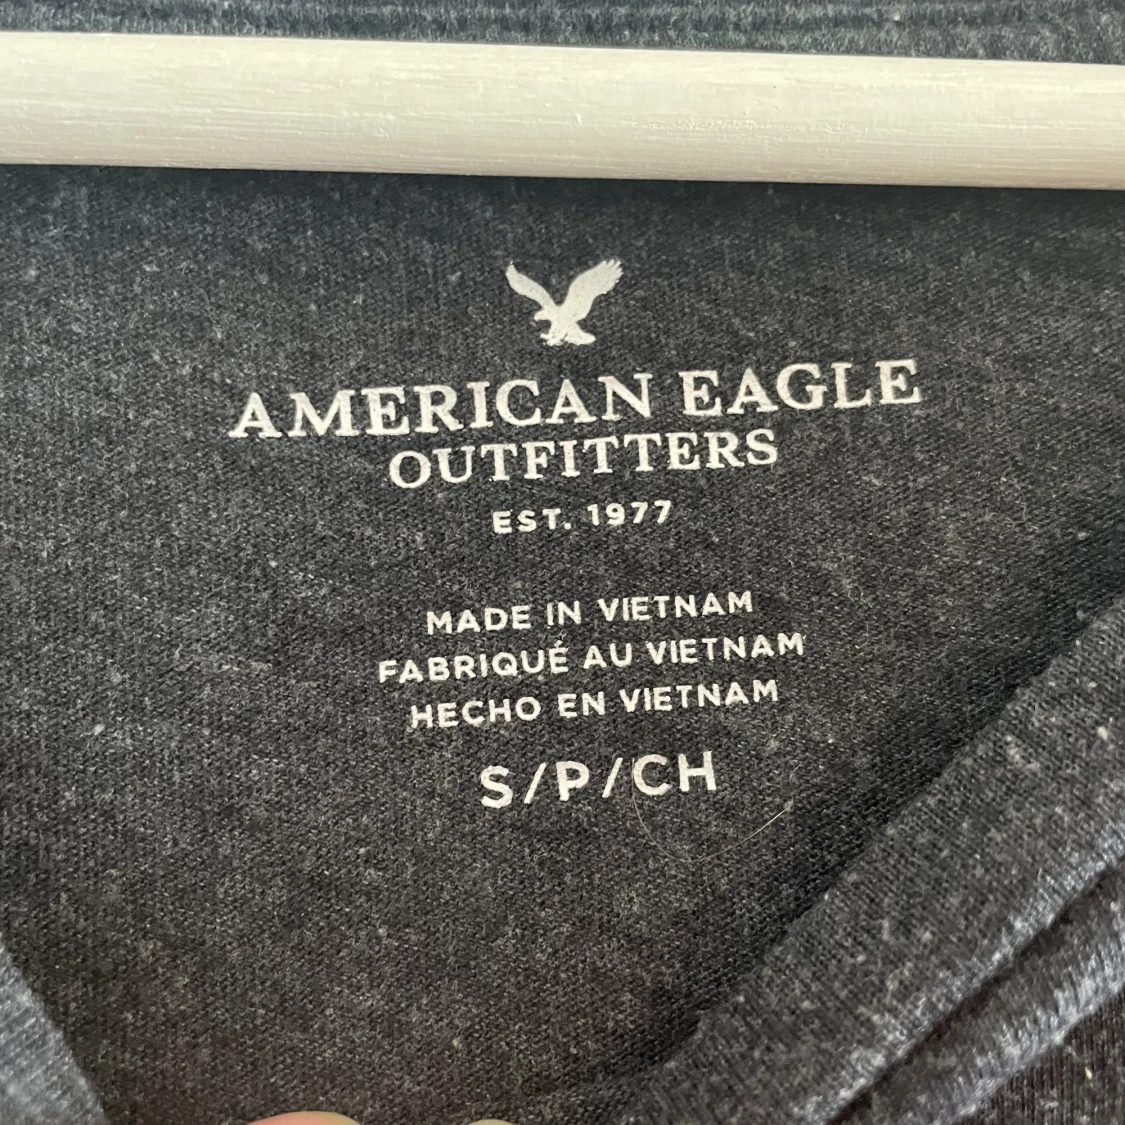 AMERICAN EAGLE
OUTFITTERS
EST. 1977
MADE IN VIETNAM
FABRIQUÉ AU VIETNAM
HECHO EN VIETNAM
S/P/CH